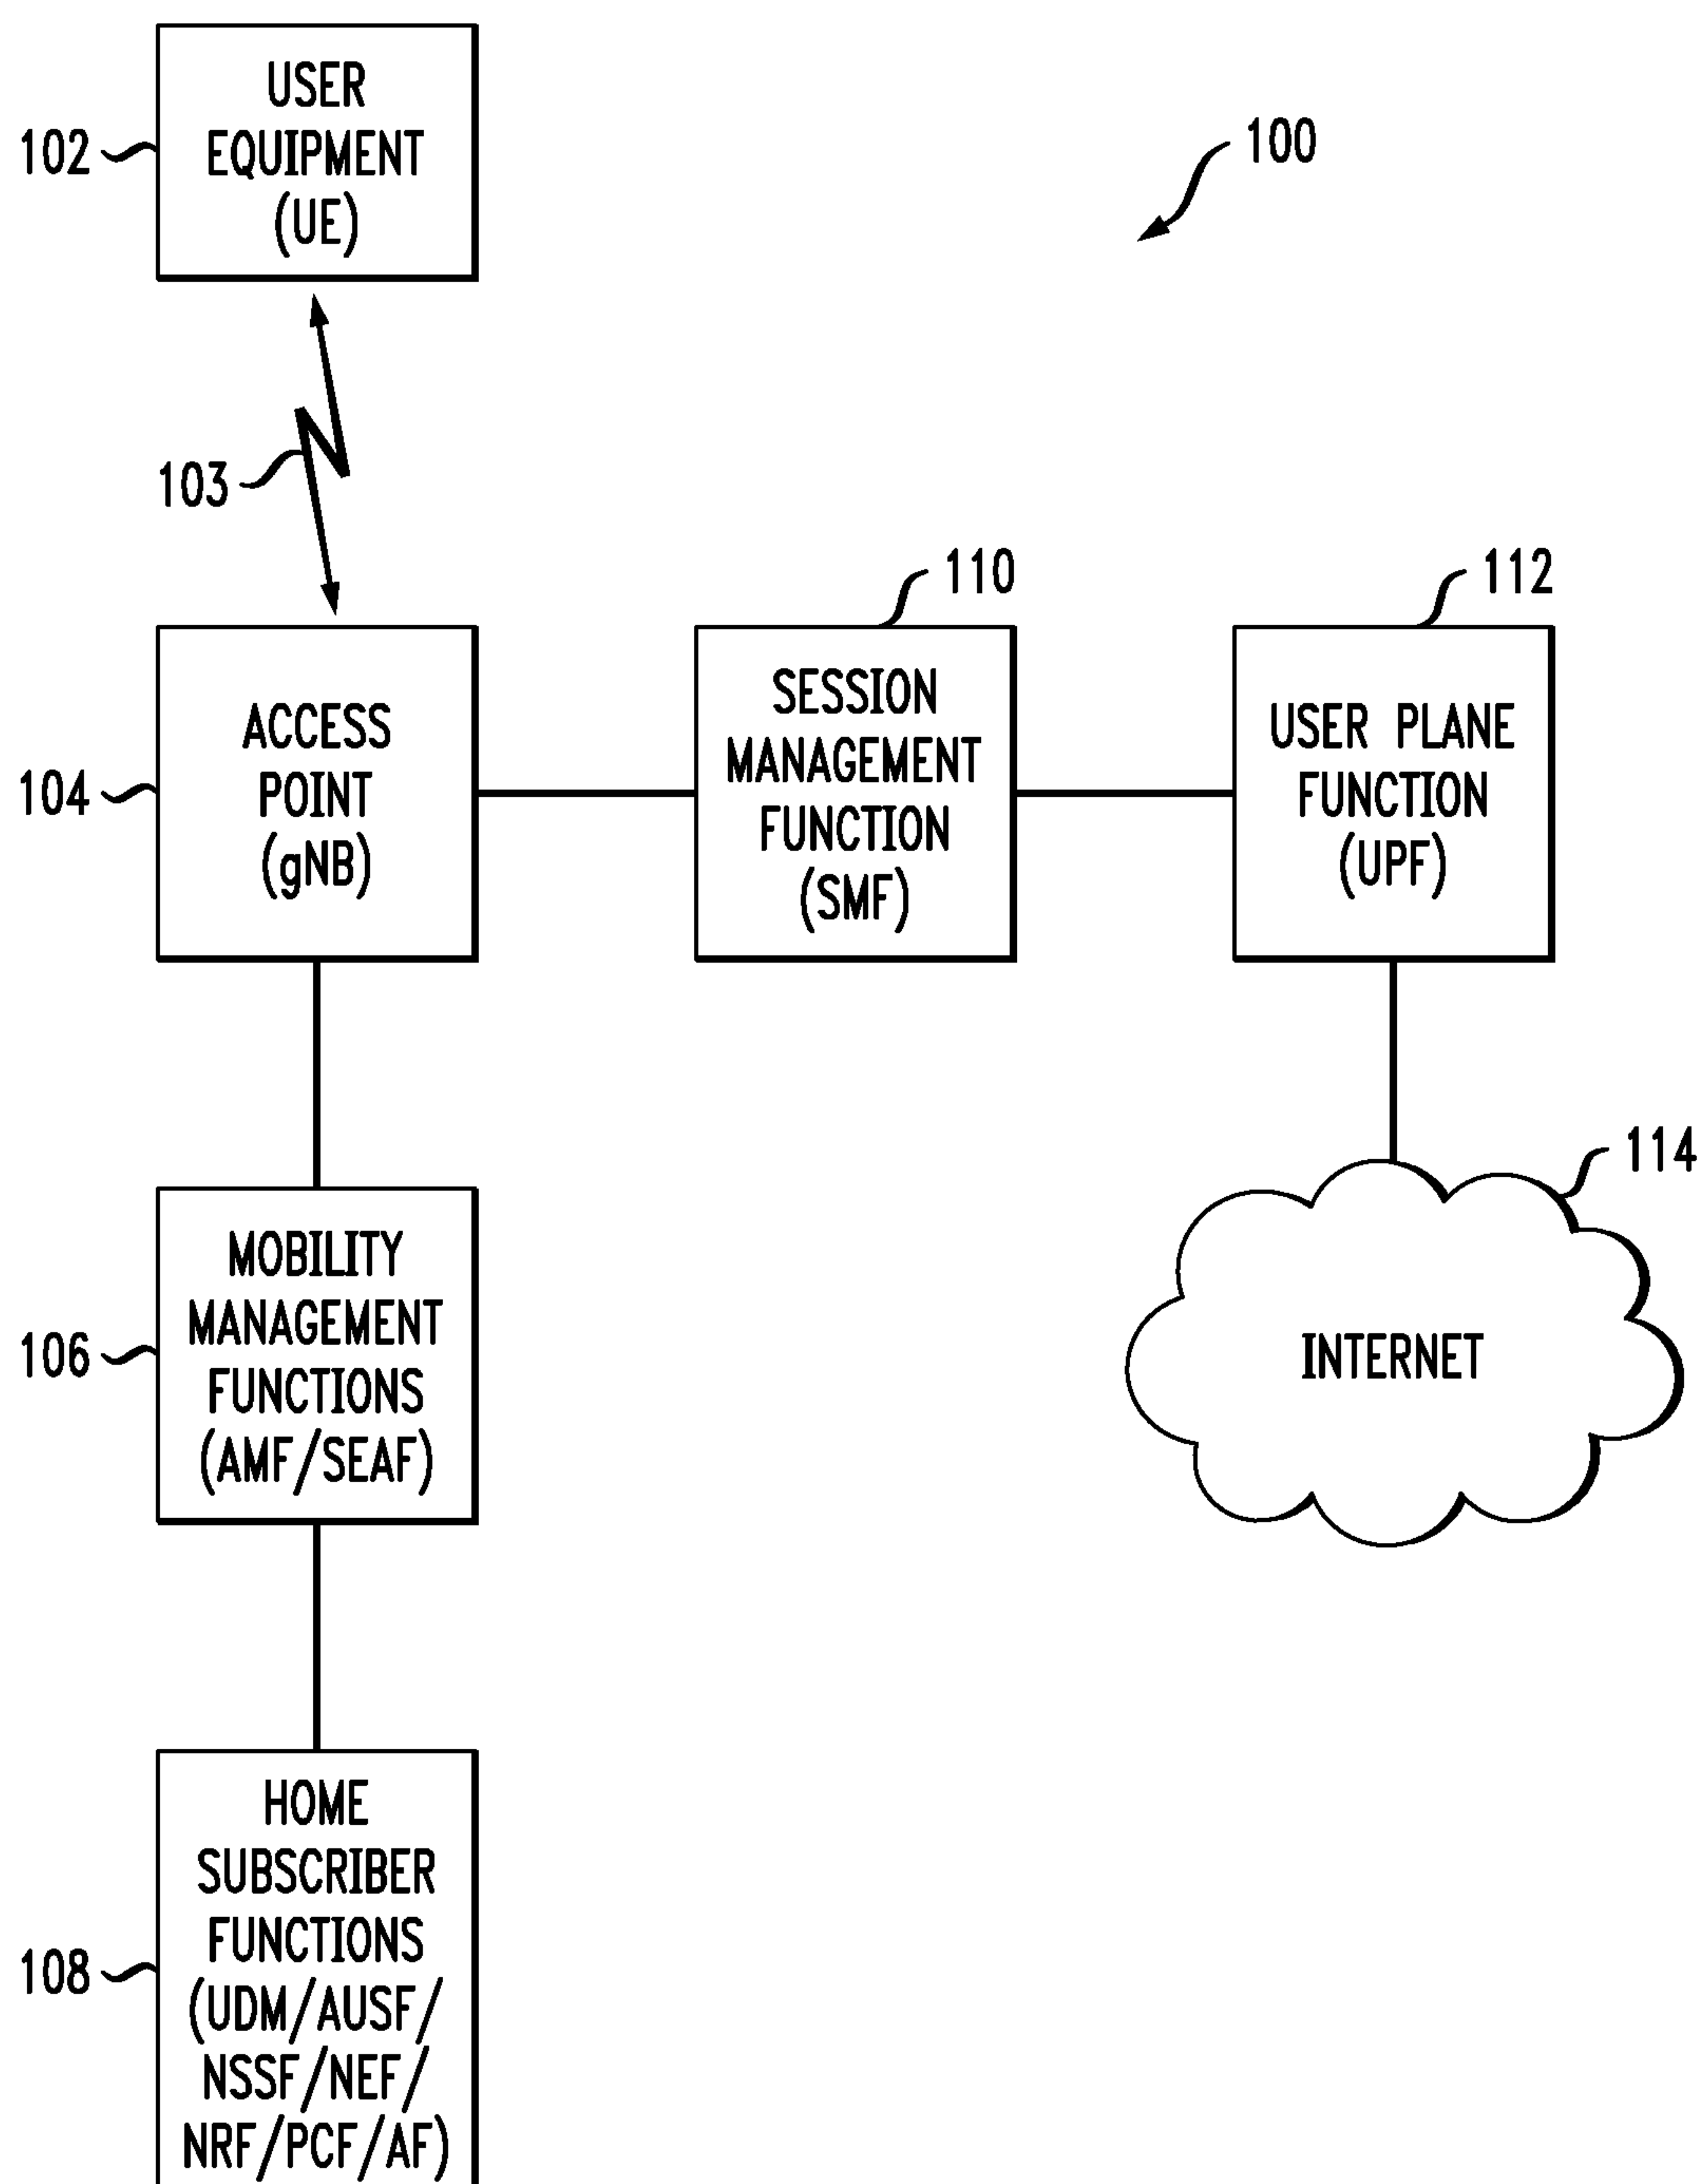 USER
EQUIPMENT
(UE)
102
100
103
110
112
ACCESS
POINT
(gNB)
104
SESSION
MANAGEMENT
FUNCTION
(SMF)
USER PLANE
FUNCTION
(UPF)
114
MOBILITY
MANAGEMENT
FUNCTIONS
(AMF/SEAF)
106
INTERNET
HOME
SUBSCRIBER
FUNCTIONS
(UDM/AUSF/
NSSF/NEF/
NRF/PCF/AF)
108